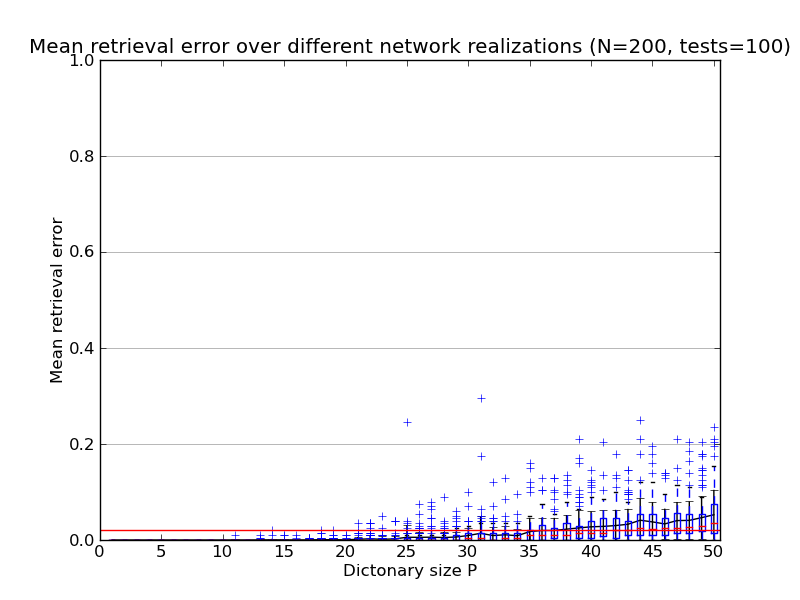 Mean retrieval error over different network realizations (N=200, tests=100)
1.0
0.8
0.6
0.4
0.2
0.0
Mean retrieval error
0 5 10 15 20 25 30 35 40 45 50
Dictonary size P